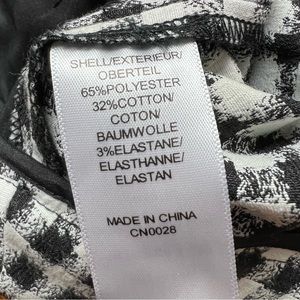 SHELL/EXTERIEUR/
OBERTEIL
65%POLYESTER
32%COTTON/
COTON/
BAUMWOLLE
3%ELASTANE/
ELASTHANNE/
ELASTAN
MADE IN CHINA
CN0028